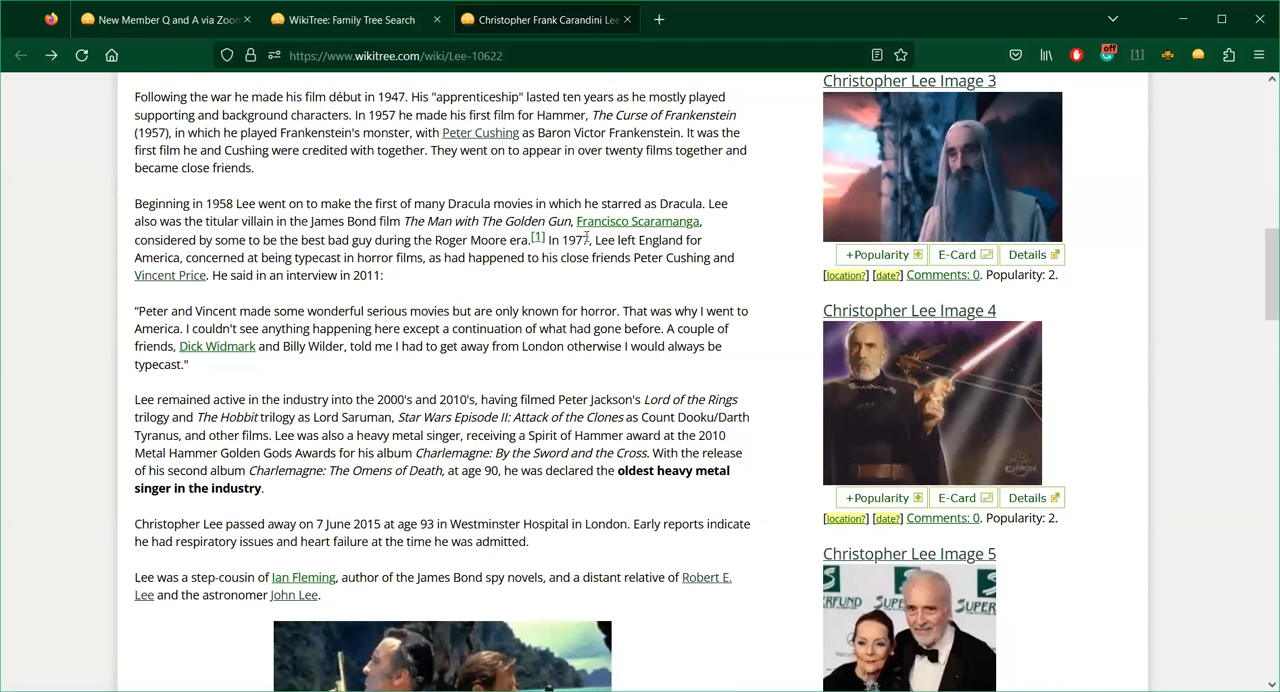 New Member Q and A via Zoom
WikiTree: Family Tree Search
Christopher Frank Carandini Lee
https://www.wikitree.com/wiki/Lee-10622
off
[1]
Following the war he made his film début in 1947. His "apprenticeship" lasted ten years as he mostly played
supporting and background characters. In 1957 he made his first film for Hammer, The Curse of Frankenstein
(1957), in which he played Frankenstein's monster, with Peter Cushing as Baron Victor Frankenstein. It was the
first film he and Cushing were credited with together. They went on to appear in over twenty films together and
became close friends.
Beginning in 1958 Lee went on to make the first of many Dracula movies in which he starred as Dracula. Lee
also was the titular villain in the James Bond film The Man with The Golden Gun, Francisco Scaramanga,
considered by some to be the best bad guy during the Roger Moore era.[1] In 1977, Lee left England for
America, concerned at being typecast in horror films, as had happened to his close friends Peter Cushing and
Vincent Price. He said in an interview in 2011:
“Peter and Vincent made some wonderful serious movies but are only known for horror. That was why I went to
America. I couldn't see anything happening here except a continuation of what had gone before. A couple of
friends, Dick Widmark and Billy Wilder, told me I had to get away from London otherwise I would always be
typecast."
Lee remained active in the industry into the 2000's and 2010's, having filmed Peter Jackson's Lord of the Rings
trilogy and The Hobbit trilogy as Lord Saruman, Star Wars Episode II: Attack of the Clones as Count Dooku/Darth
Tyranus, and other films. Lee was also a heavy metal singer, receiving a Spirit of Hammer award at the 2010
Metal Hammer Golden Gods Awards for his album Charlemagne: By the Sword and the Cross. With the release
of his second album Charlemagne: The Omens of Death, at age 90, he was declared the oldest heavy metal
singer in the industry.
Christopher Lee passed away on 7 June 2015 at age 93 in Westminster Hospital in London. Early reports indicate
he had respiratory issues and heart failure at the time he was admitted.
Lee was a step-cousin of Ian Fleming, author of the James Bond spy novels, and a distant relative of Robert E.
Lee and the astronomer John Lee.
Christopher Lee Image 3
+Popularity E-Card Details
[location?] [date?] Comments: 0. Popularity: 2.
Christopher Lee Image 4
+Popularity E-Card Details
[location?] [date?] Comments: 0. Popularity: 2.
Christopher Lee Image 5